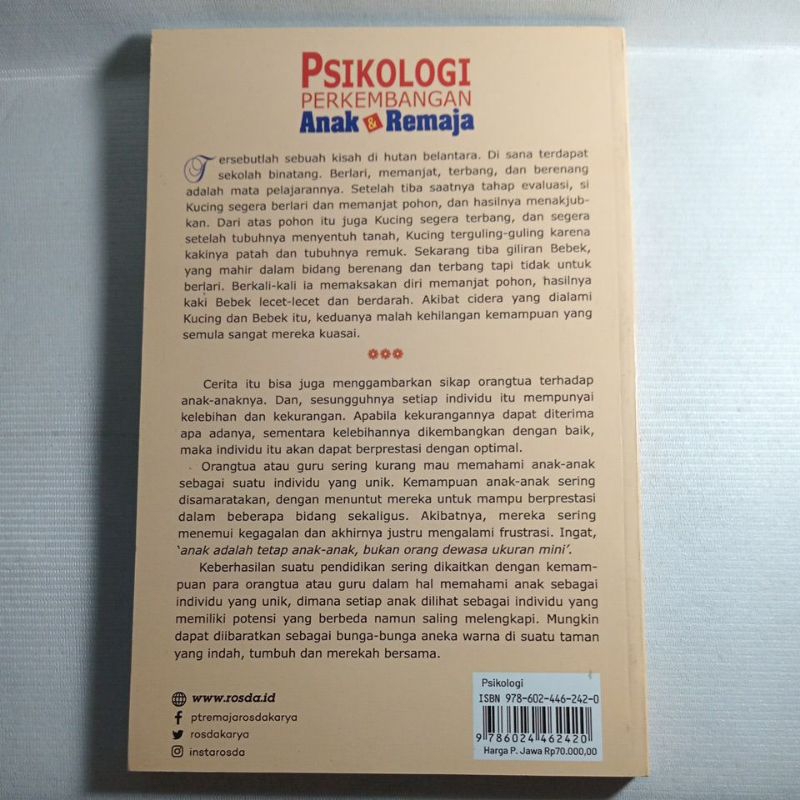 PSIKOLOGI
PERKEMBANGAN
Anak & Remaja
Tersebutlah sebuah kisah di hutan belantara. Di sana terdapat
sekolah binatang. Berlari, memanjat, terbang, dan berenang
adalah mata pelajarannya. Setelah tiba saatnya tahap evaluasi, si
Kucing segera berlari dan memanjat pohon, dan hasilnya menakjub-
kan. Dari atas pohon itu juga Kucing segera terbang, dan segera
setelah tubuhnya menyentuh tanah, Kucing terguling-guling karena
kakinya patah dan tubuhnya remuk. Sekarang tiba giliran Bebek,
yang mahir dalam bidang berenang dan terbang tapi tidak untuk
berlari. Berkali-kali ia memaksakan diri memanjat pohon, hasilnya
kaki Bebek lecet-lecet dan berdarah. Akibat cidera yang dialami
Kucing dan Bebek itu, keduanya malah kehilangan kemampuan yang
semula sangat mereka kuasai.
Cerita itu bisa juga menggambarkan sikap orangtua terhadap
anak-anaknya. Dan, sesungguhnya setiap individu itu mempunyai
kelebihan dan kekurangan. Apabila kekurangannya dapat diterima
apa adanya, sementara kelebihannya dikembangkan dengan baik,
maka individu itu akan dapat berprestasi dengan optimal.
Orangtua atau guru sering kurang mau memahami anak-anak
sebagai suatu individu yang unik. Kemampuan anak-anak sering
disamaratakan, dengan menuntut mereka untuk mampu berprestasi
dalam beberapa bidang sekaligus. Akibatnya, mereka sering
menemui kegagalan dan akhirnya justru mengalami frustrasi. Ingat,
'anak adalah tetap anak-anak, bukan orang dewasa ukuran mini'.
Keberhasilan suatu pendidikan sering dikaitkan dengan kemam-
puan para orangtua atau guru dalam hal memahami anak sebagai
individu yang unik, dimana setiap anak dilihat sebagai individu yang
memiliki potensi yang berbeda namun saling melengkapi. Mungkin
dapat diibaratkan sebagai bunga-bunga aneka warna di suatu taman
yang indah, tumbuh dan merekah bersama.
www.rosda.id
ptremajarosdakarya
rosdakarya
instarosda
Psikologi
ISBN 978-602-446-242-0
9 786024 462420
Harga P. Jawa Rp70.000,00